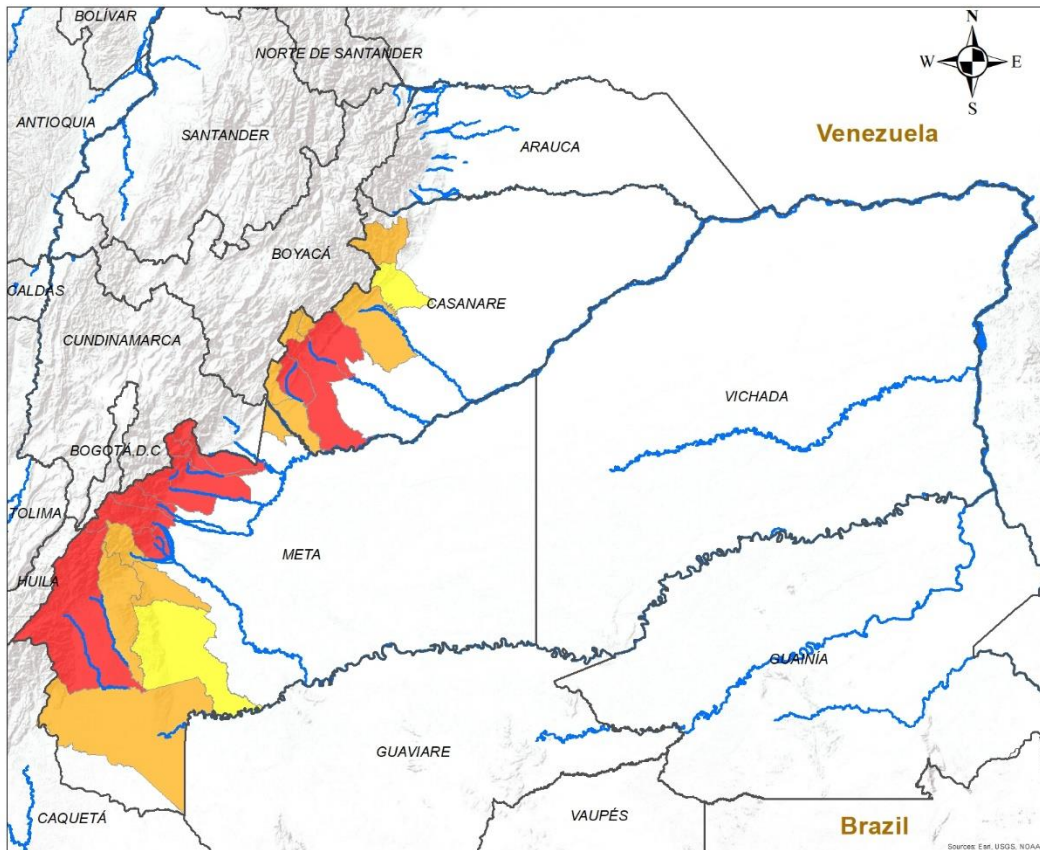 BOLÍVAR
N
NORTE DE SANTANDER
W
E
S
ANTIOQUIA
SANTANDER
Venezuela
ARAUCA
BOYACÁ
CALDAS
CASANARE
CUNDINAMARCA
VICHADA
BOGOTÁ.D.C
TOLIMA
META
HUILA
GUAINÍA
GUAVIARE
CAQUETÁ
VAUPÉS
Brazil
Sources: Esri, USGS, NOAA